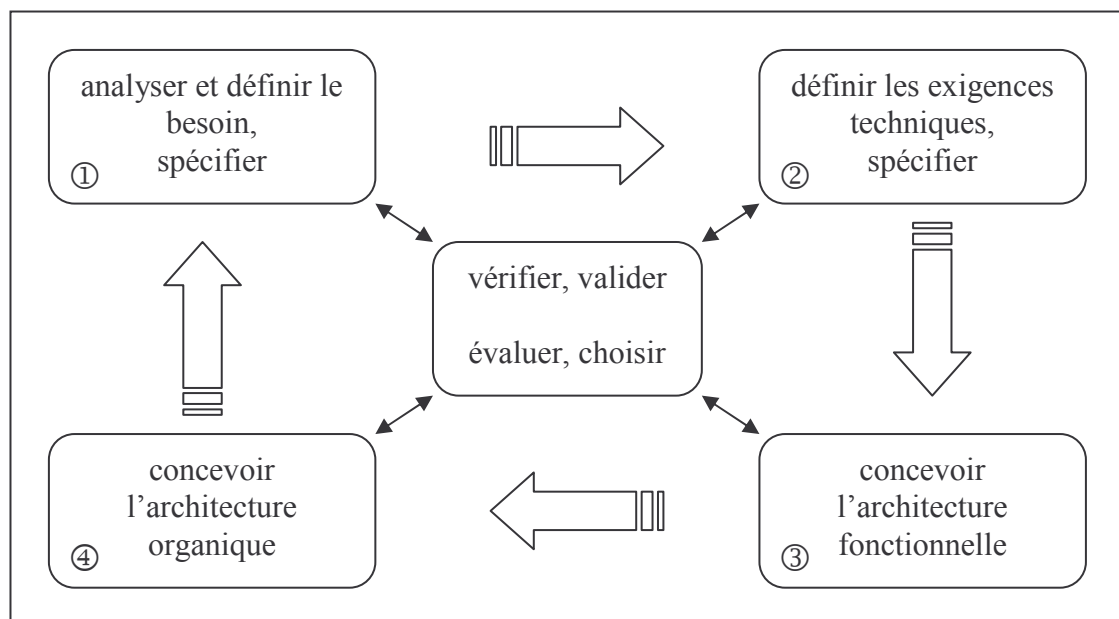 analyser et définir le
besoin,
spécifier
①
définir les exigences
techniques,
spécifier
②
vérifier, valider
évaluer, choisir
concevoir
l’architecture
organique
④
concevoir
l’architecture
fonctionnelle
③